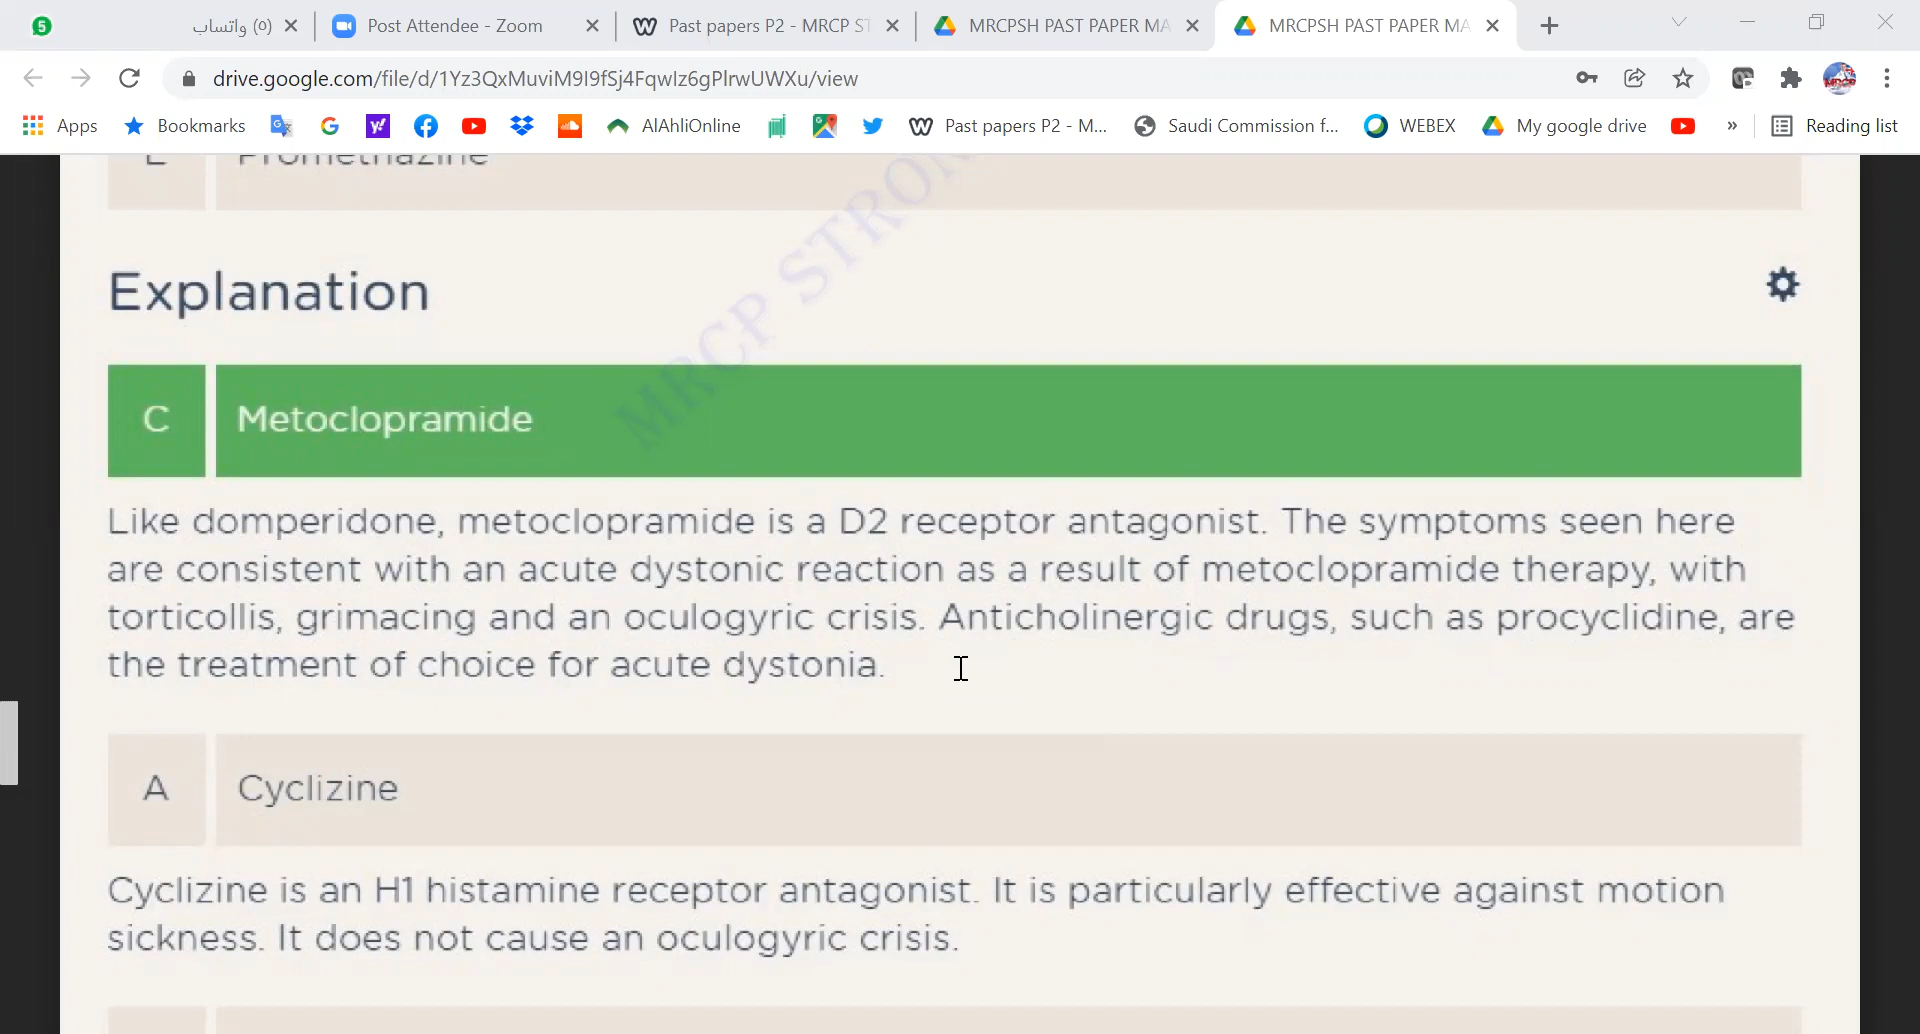 واتساب (٥)
Post Attendee - Zoom
Past papers P2 - MRCP ST
MRCPSH PAST PAPER MA
MRCPSH PAST PAPER MA
drive.google.com/file/d/1Yz3QxMuviM9I9fSj4FqwIz6gPlrwUWXu/view
Apps
Bookmarks
AlAhliOnline
Past papers P2 - M...
Saudi Commission f...
WEBEX
My google drive
»
Reading list
E
Promethazine
MRCP STRON
Explanation
C
Metoclopramide
Like domperidone, metoclopramide is a D2 receptor antagonist. The symptoms seen here
are consistent with an acute dystonic reaction as a result of metoclopramide therapy, with
torticollis, grimacing and an oculogyric crisis. Anticholinergic drugs, such as procyclidine, are
the treatment of choice for acute dystonia.
A
Cyclizine
Cyclizine is an H1 histamine receptor antagonist. It is particularly effective against motion
sickness. It does not cause an oculogyric crisis.